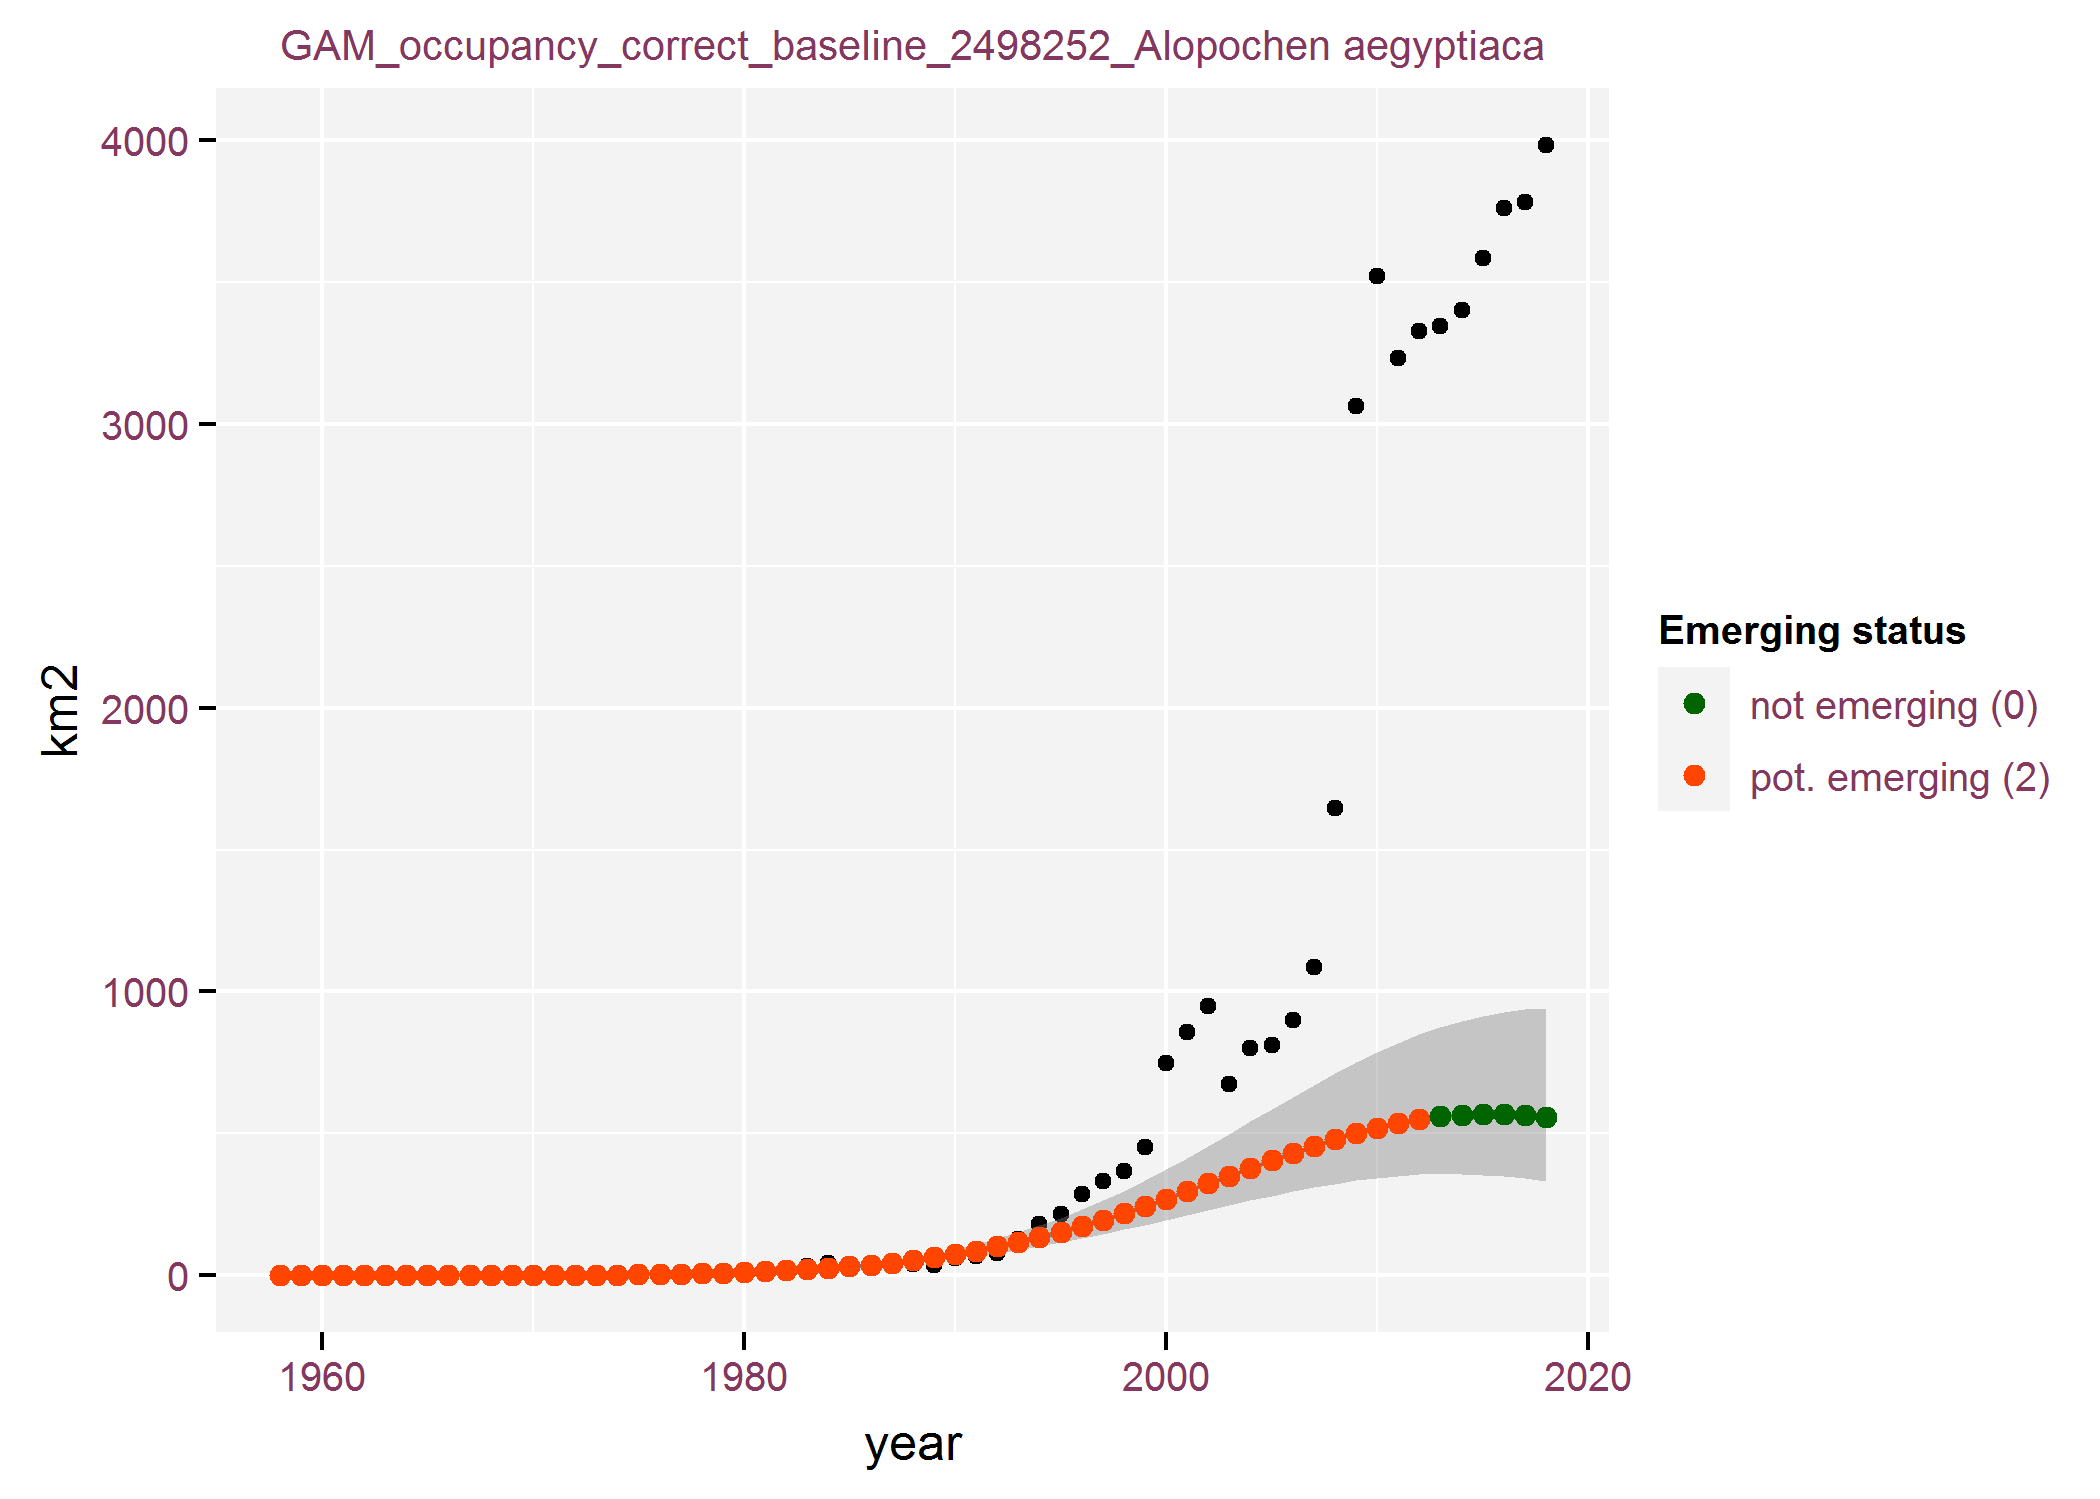 GAM_occupancy_correct_baseline_2498252_Alopochen aegyptiaca
4000
3000
2000
1000
0
km2
1960
1980
2000
2020
year
Emerging status
not emerging (0)
pot. emerging (2)